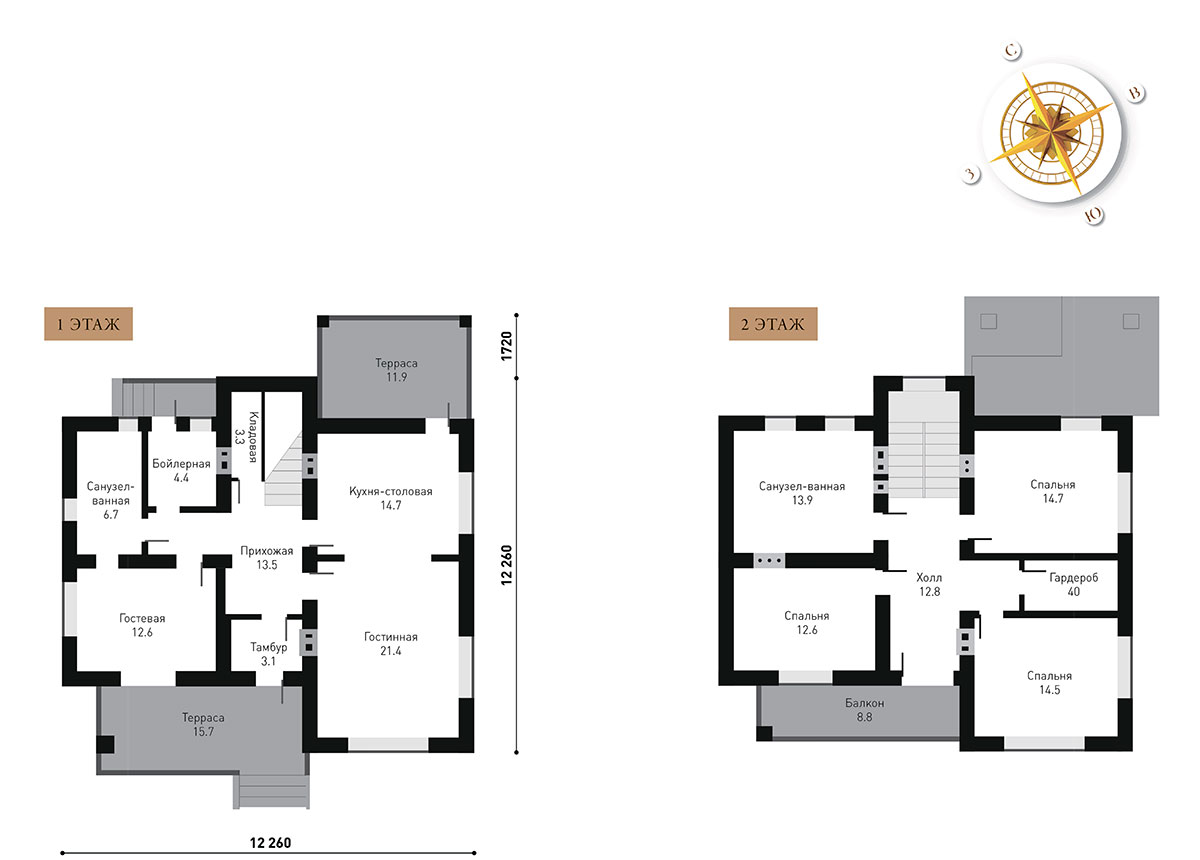 С
В
З
Ю
1 ЭТАЖ
Терраса
11.9
1720
Кладовая
3.3
Бойлерная
4.4
Санузел-
ванная
6.7
Кухня-столовая
14.7
Прихожая
13.5
12 260
Гостевая
12.6
Тамбур
3.1
Гостинная
21.4
Терраса
15.7
12 260
2 ЭТАЖ
Санузел-ванная
13.9
Спальня
14.7
Холл
12.8
Гардероб
40
Спальня
12.6
Спальня
14.5
Балкон
8.8